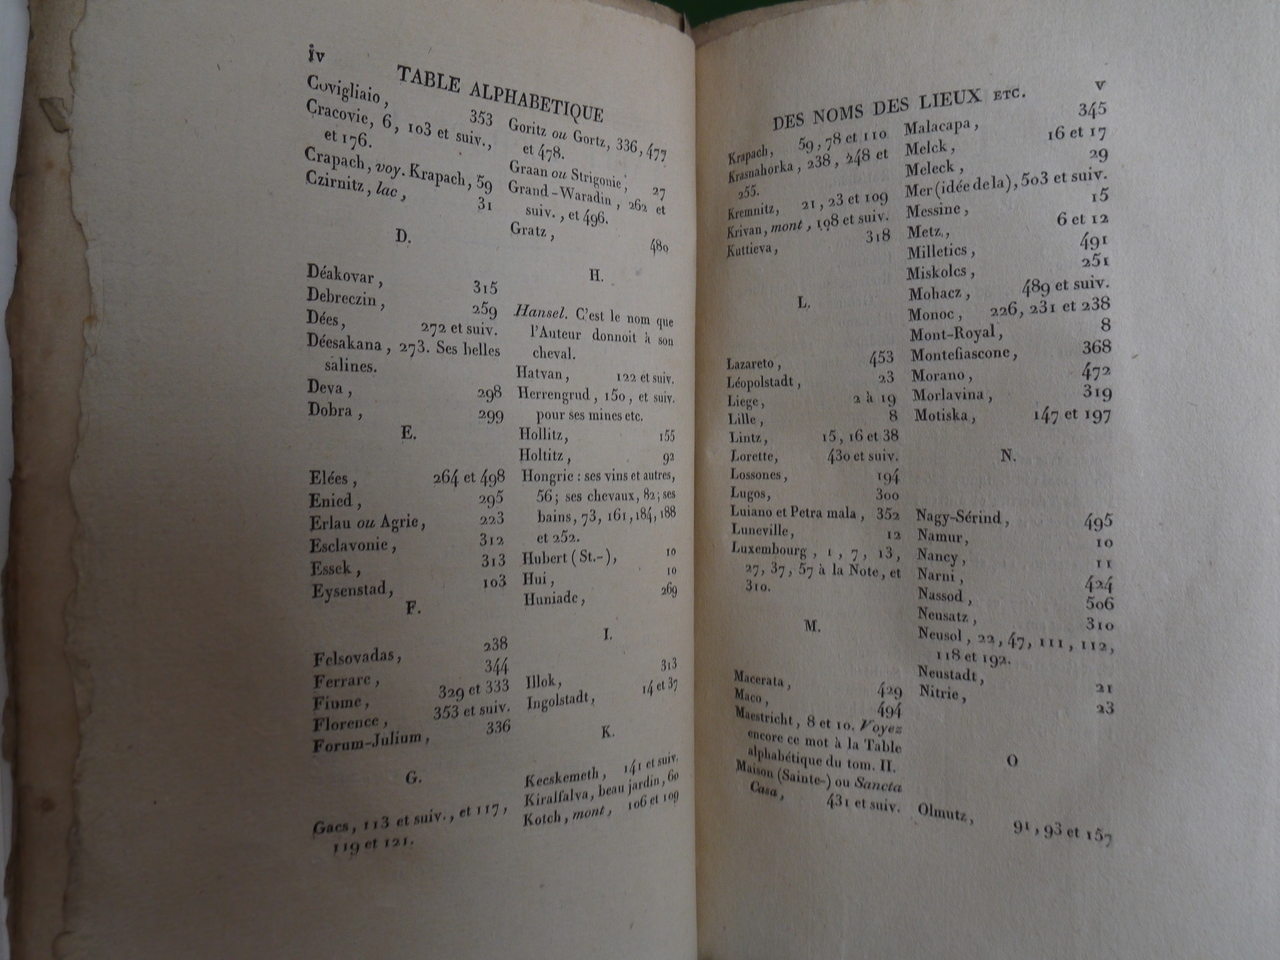 iv
TABLE ALPHABETIQUE
Covigliaio, 353
Cracovie, 6, 103 et suiv.,
et 176.
Crapach, voy. Krapach, 59
Czirnitz, lac, 31
D.
Déakovar, 315
Debreczin, 259
Dées, 272 et suiv.
Déesakana, 273. Ses belles
salines.
Deva, 298
Dobra, 299
E.
Elées, 264 et 498
Enied, 295
Erlau ou Agrie, 223
Esclavonie, 312
Essek, 313
Eysenstad, 103
F.
Felsovadas, 238
Ferrare, 344
Fiume, 329 et 333
Florence, 353 et suiv.
Forum-Julium, 336
G.
Gacs, 113 et suiv., et 117,
119 et 121.
Goritz ou Gortz, 336, 477
et 478.
Graan ou Strigonie, 27
Grand-Waradin, 262 et
suiv., et 496.
Gratz, 480
H.
Hansel. C'est le nom que
l'Auteur donnoit à son
cheval.
Hatvan, 122 et suiv.
Herrengrud, 150, et suiv.
pour ses mines etc.
Hollitz, 155
Holtitz, 92
Hongrie : ses vins et autres,
56; ses chevaux, 82; ses
bains, 73, 161, 184, 188
et 252.
Hubert (St.-), 10
Hui, 10
Huniade, 269
I.
Illok, 313
Ingolstadt, 14 et 37
K.
Kecskemeth, 141 et suiv.
Kiralfalva, beau jardin, 60
Kotch, mont, 106 et 109
DES NOMS DES LIEUX ETC. v
Krapach, 59, 78 et 110
Krasnahorka, 238, 248 et
255.
Kremnitz, 21, 23 et 109
Krivan, mont, 108 et suiv.
Kuttieva, 318
L.
Lazareto, 453
Léopolstadt, 23
Liege, 2 à 19
Lille, 8
Lintz, 15, 16 et 38
Lorette, 430 et suiv.
Lossones, 194
Lugos, 300
Luiano et Petra mala, 352
Luneville, 12
Luxembourg, 1, 7, 13,
27, 37, 57 à la Note, et
310.
M.
Macerata, 429
Maco, 494
Maestricht, 8 et 10. Voyez
encore ce mot à la Table
alphabétique du tom. II.
Maison (Sainte-) ou Sancta
Casa, 431 et suiv.
Malacapa, 345
Melck, 16 et 17
Meleck, 29
Mer (idée de la), 503 et suiv.
Messine, 15
Metz, 6 et 12
Milletics, 491
Miskolcs, 251
Mohacz, 489 et suiv.
Monoc, 226, 231 et 238
Mont-Royal, 8
Montefiascone, 368
Morano, 472
Morlavina, 319
Motiska, 147 et 197
N.
Nagy-Sérind, 495
Namur, 10
Nancy, 11
Narni, 424
Nassod, 506
Neusatz, 310
Neusol, 22, 47, 111, 112,
118 et 192.
Neustadt, 21
Nitrie, 23
O
Olmutz, 91, 93 et 157